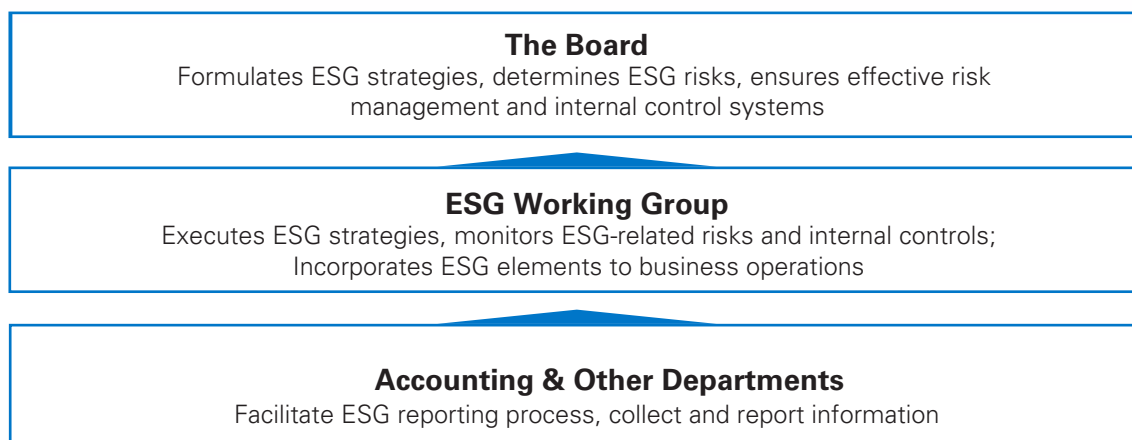 The Board
Formulates ESG strategies, determines ESG risks, ensures effective risk
management and internal control systems
ESG Working Group
Executes ESG strategies, monitors ESG-related risks and internal controls;
Incorporates ESG elements to business operations
Accounting & Other Departments
Facilitate ESG reporting process, collect and report information